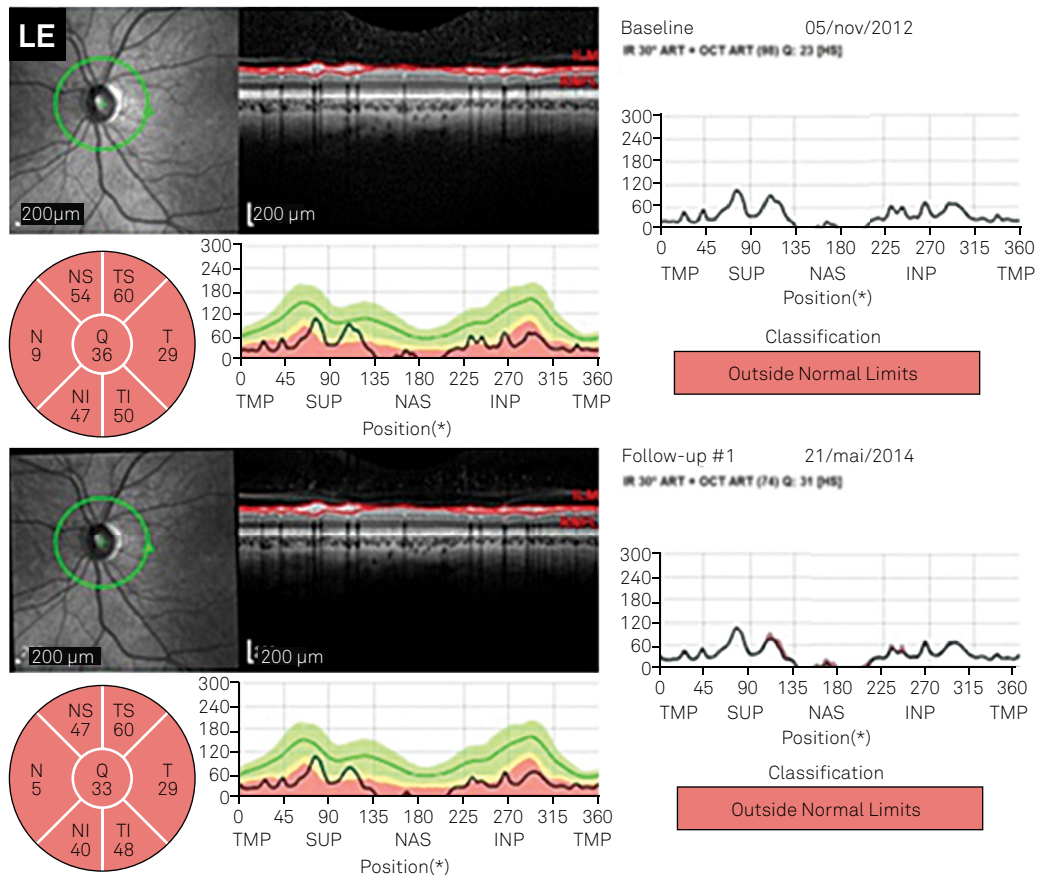 LE
ILM
RNFL
200µm
200 µm
Baseline 05/nov/2012
IR 30° ART + OCT ART (98) Q: 23 [HS]
300
240
180
120
60
0
0 45 90 135 180 225 270 315 360
TMP SUP NAS INP TMP
Position(*)
NS 54
TS 60
N 9
Q 36
T 29
NI 47
TI 50
300
240
180
120
60
0
0 45 90 135 180 225 270 315 360
TMP SUP NAS INP TMP
Position(*)
Classification
Outside Normal Limits
ILM
RNFL
200 µm
200 µm
Follow-up #1 21/mai/2014
IR 30° ART + OCT ART (74) Q: 31 [HS]
300
240
180
120
60
0
0 45 90 135 180 225 270 315 360
TMP SUP NAS INP TMP
Position(*)
NS 47
TS 60
N 5
Q 33
T 29
NI 40
TI 48
300
240
180
120
60
0
0 45 90 135 180 225 270 315 360
TMP SUP NAS INP TMP
Position(*)
Classification
Outside Normal Limits